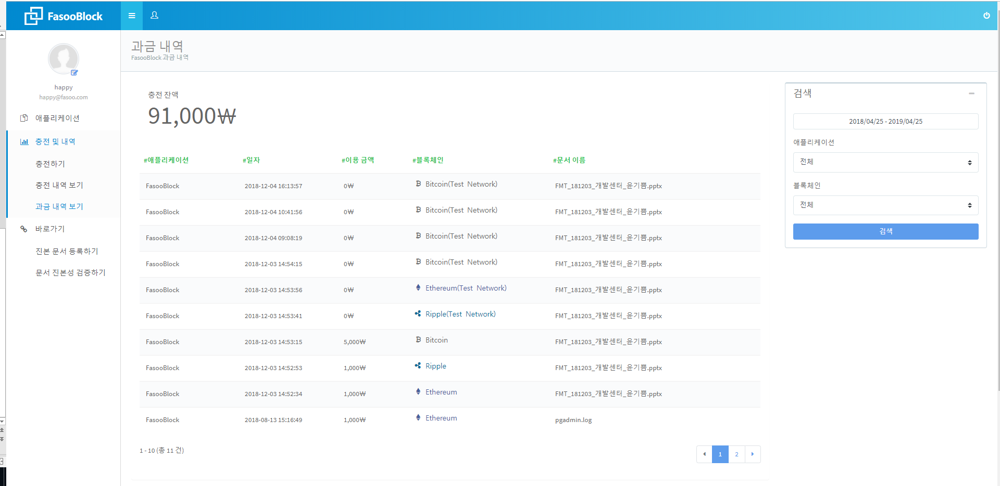 FasooBlock
happy
happy@fasoo.com
애플리케이션
충전 및 내역
충전하기
충전 내역 보기
과금 내역 보기
바로가기
진본 문서 등록하기
문서 진본성 검증하기
과금 내역
FasooBlock 과금 내역
충전 잔액
91,000₩
#애플리케이션 #일자 #이용 금액 #블록체인 #문서 이름
FasooBlock 2018-12-04 16:13:57 0₩ Bitcoin(Test Network) FMT_181203_개발센터_윤기쁨.pptx
FasooBlock 2018-12-04 10:41:56 0₩ Bitcoin(Test Network) FMT_181203_개발센터_윤기쁨.pptx
FasooBlock 2018-12-04 09:08:19 0₩ Bitcoin(Test Network) FMT_181203_개발센터_윤기쁨.pptx
FasooBlock 2018-12-03 14:54:15 0₩ Bitcoin(Test Network) FMT_181203_개발센터_윤기쁨.pptx
FasooBlock 2018-12-03 14:53:56 0₩ Ethereum(Test Network) FMT_181203_개발센터_윤기쁨.pptx
FasooBlock 2018-12-03 14:53:41 0₩ Ripple(Test Network) FMT_181203_개발센터_윤기쁨.pptx
FasooBlock 2018-12-03 14:53:15 5,000₩ Bitcoin FMT_181203_개발센터_윤기쁨.pptx
FasooBlock 2018-12-03 14:52:53 1,000₩ Ripple FMT_181203_개발센터_윤기쁨.pptx
FasooBlock 2018-12-03 14:52:34 1,000₩ Ethereum FMT_181203_개발센터_윤기쁨.pptx
FasooBlock 2018-08-13 15:16:49 1,000₩ Ethereum pgadmin.log
1 - 10 (총 11 건)
1 2
검색
2018/04/25 - 2019/04/25
애플리케이션
전체
블록체인
전체
검색